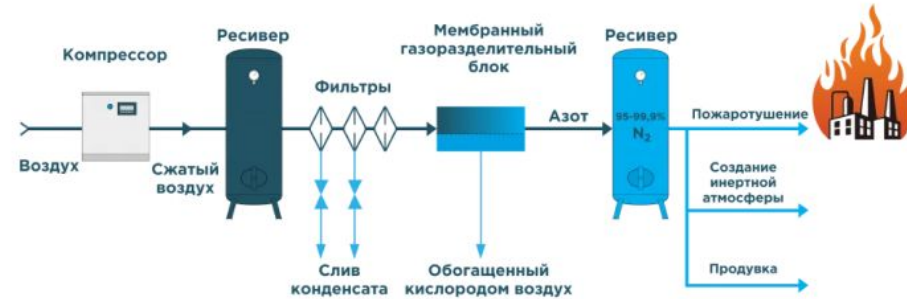 Компрессор
Воздух
Сжатый
воздух
Ресивер
Фильтры
Слив
конденсата
Мембранный
газоразделительный
блок
Обогащенный
кислородом воздух
Азот
Ресивер
95-99,9%
N₂
Пожаротушение
Создание
инертной
атмосферы
Продувка